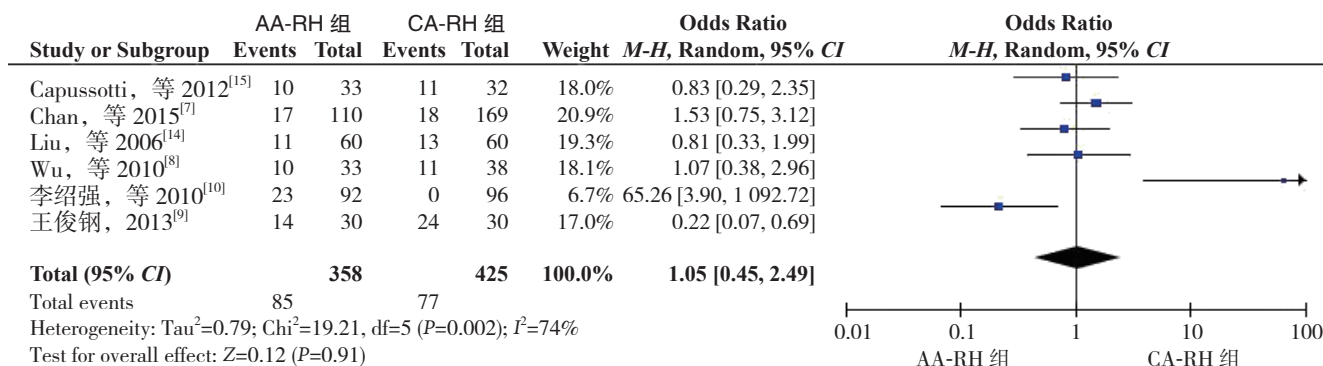 AA-RH 组 CA-RH 组 Odds Ratio Odds Ratio
Study or Subgroup Events Total Events Total Weight M-H, Random, 95% CI M-H, Random, 95% CI
Capussotti, 等 2012[15] 10 33 11 32 18.0% 0.83 [0.29, 2.35]
Chan, 等 2015[7] 17 110 18 169 20.9% 1.53 [0.75, 3.12]
Liu, 等 2006[14] 11 60 13 60 19.3% 0.81 [0.33, 1.99]
Wu, 等 2010[8] 10 33 11 38 18.1% 1.07 [0.38, 2.96]
李绍强, 等 2010[10] 23 92 0 96 6.7% 65.26 [3.90, 1 092.72]
王俊钢, 2013[9] 14 30 24 30 17.0% 0.22 [0.07, 0.69]
Total (95% CI) 358 425 100.0% 1.05 [0.45, 2.49]
Total events 85 77
Heterogeneity: Tau²=0.79; Chi²=19.21, df=5 (P=0.002); I²=74%
Test for overall effect: Z=0.12 (P=0.91)
0.01 0.1 1 10 100
AA-RH 组 CA-RH 组